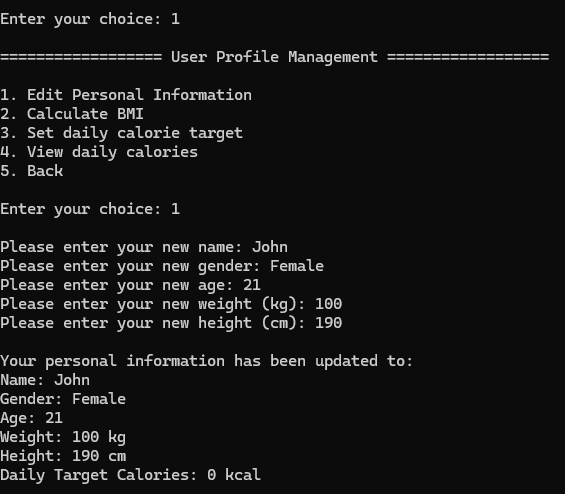 Enter your choice: 1
================== User Profile Management ==================
1. Edit Personal Information
2. Calculate BMI
3. Set daily calorie target
4. View daily calories
5. Back
Enter your choice: 1
Please enter your new name: John
Please enter your new gender: Female
Please enter your new age: 21
Please enter your new weight (kg): 100
Please enter your new height (cm): 190
Your personal information has been updated to:
Name: John
Gender: Female
Age: 21
Weight: 100 kg
Height: 190 cm
Daily Target Calories: 0 kcal